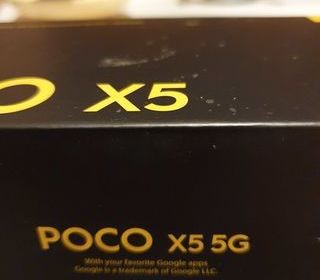 O X5
POCO X5 5G
With your favorite Google apps
Google is a trademark of Google LLC.